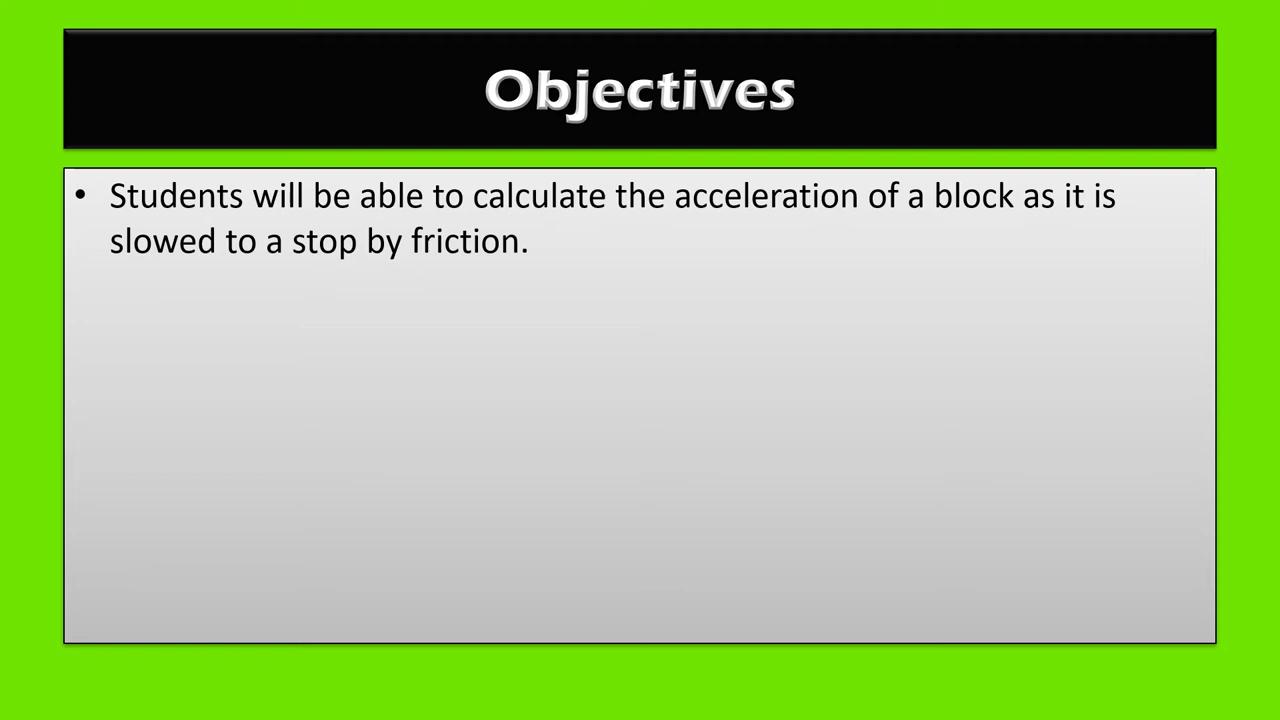 Objectives
• Students will be able to calculate the acceleration of a block as it is
slowed to a stop by friction.